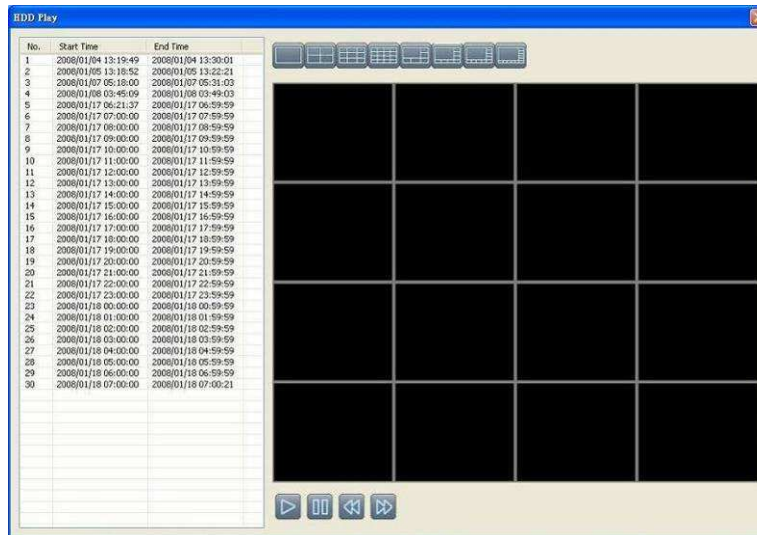 HDD Play
No. Start Time End Time
1 2008/01/04 13:19:49 2008/01/04 13:30:01
2 2008/01/05 13:18:52 2008/01/05 13:22:21
3 2008/01/07 05:18:00 2008/01/07 05:31:03
4 2008/01/08 03:45:09 2008/01/08 03:49:03
5 2008/01/17 06:21:37 2008/01/17 06:59:59
6 2008/01/17 07:00:00 2008/01/17 07:59:59
7 2008/01/17 08:00:00 2008/01/17 08:59:59
8 2008/01/17 09:00:00 2008/01/17 09:59:59
9 2008/01/17 10:00:00 2008/01/17 10:59:59
10 2008/01/17 11:00:00 2008/01/17 11:59:59
11 2008/01/17 12:00:00 2008/01/17 12:59:59
12 2008/01/17 13:00:00 2008/01/17 13:59:59
13 2008/01/17 14:00:00 2008/01/17 14:59:59
14 2008/01/17 15:00:00 2008/01/17 15:59:59
15 2008/01/17 16:00:00 2008/01/17 16:59:59
16 2008/01/17 17:00:00 2008/01/17 17:59:59
17 2008/01/17 18:00:00 2008/01/17 18:59:59
18 2008/01/17 19:00:00 2008/01/17 19:59:59
19 2008/01/17 20:00:00 2008/01/17 20:59:59
20 2008/01/17 21:00:00 2008/01/17 21:59:59
21 2008/01/17 22:00:00 2008/01/17 22:59:59
22 2008/01/17 23:00:00 2008/01/17 23:59:59
23 2008/01/18 00:00:00 2008/01/18 00:59:59
24 2008/01/18 01:00:00 2008/01/18 01:59:59
25 2008/01/18 02:00:00 2008/01/18 02:59:59
26 2008/01/18 03:00:00 2008/01/18 03:59:59
27 2008/01/18 04:00:00 2008/01/18 04:59:59
28 2008/01/18 05:00:00 2008/01/18 05:59:59
29 2008/01/18 06:00:00 2008/01/18 06:59:59
30 2008/01/18 07:00:00 2008/01/18 07:00:21